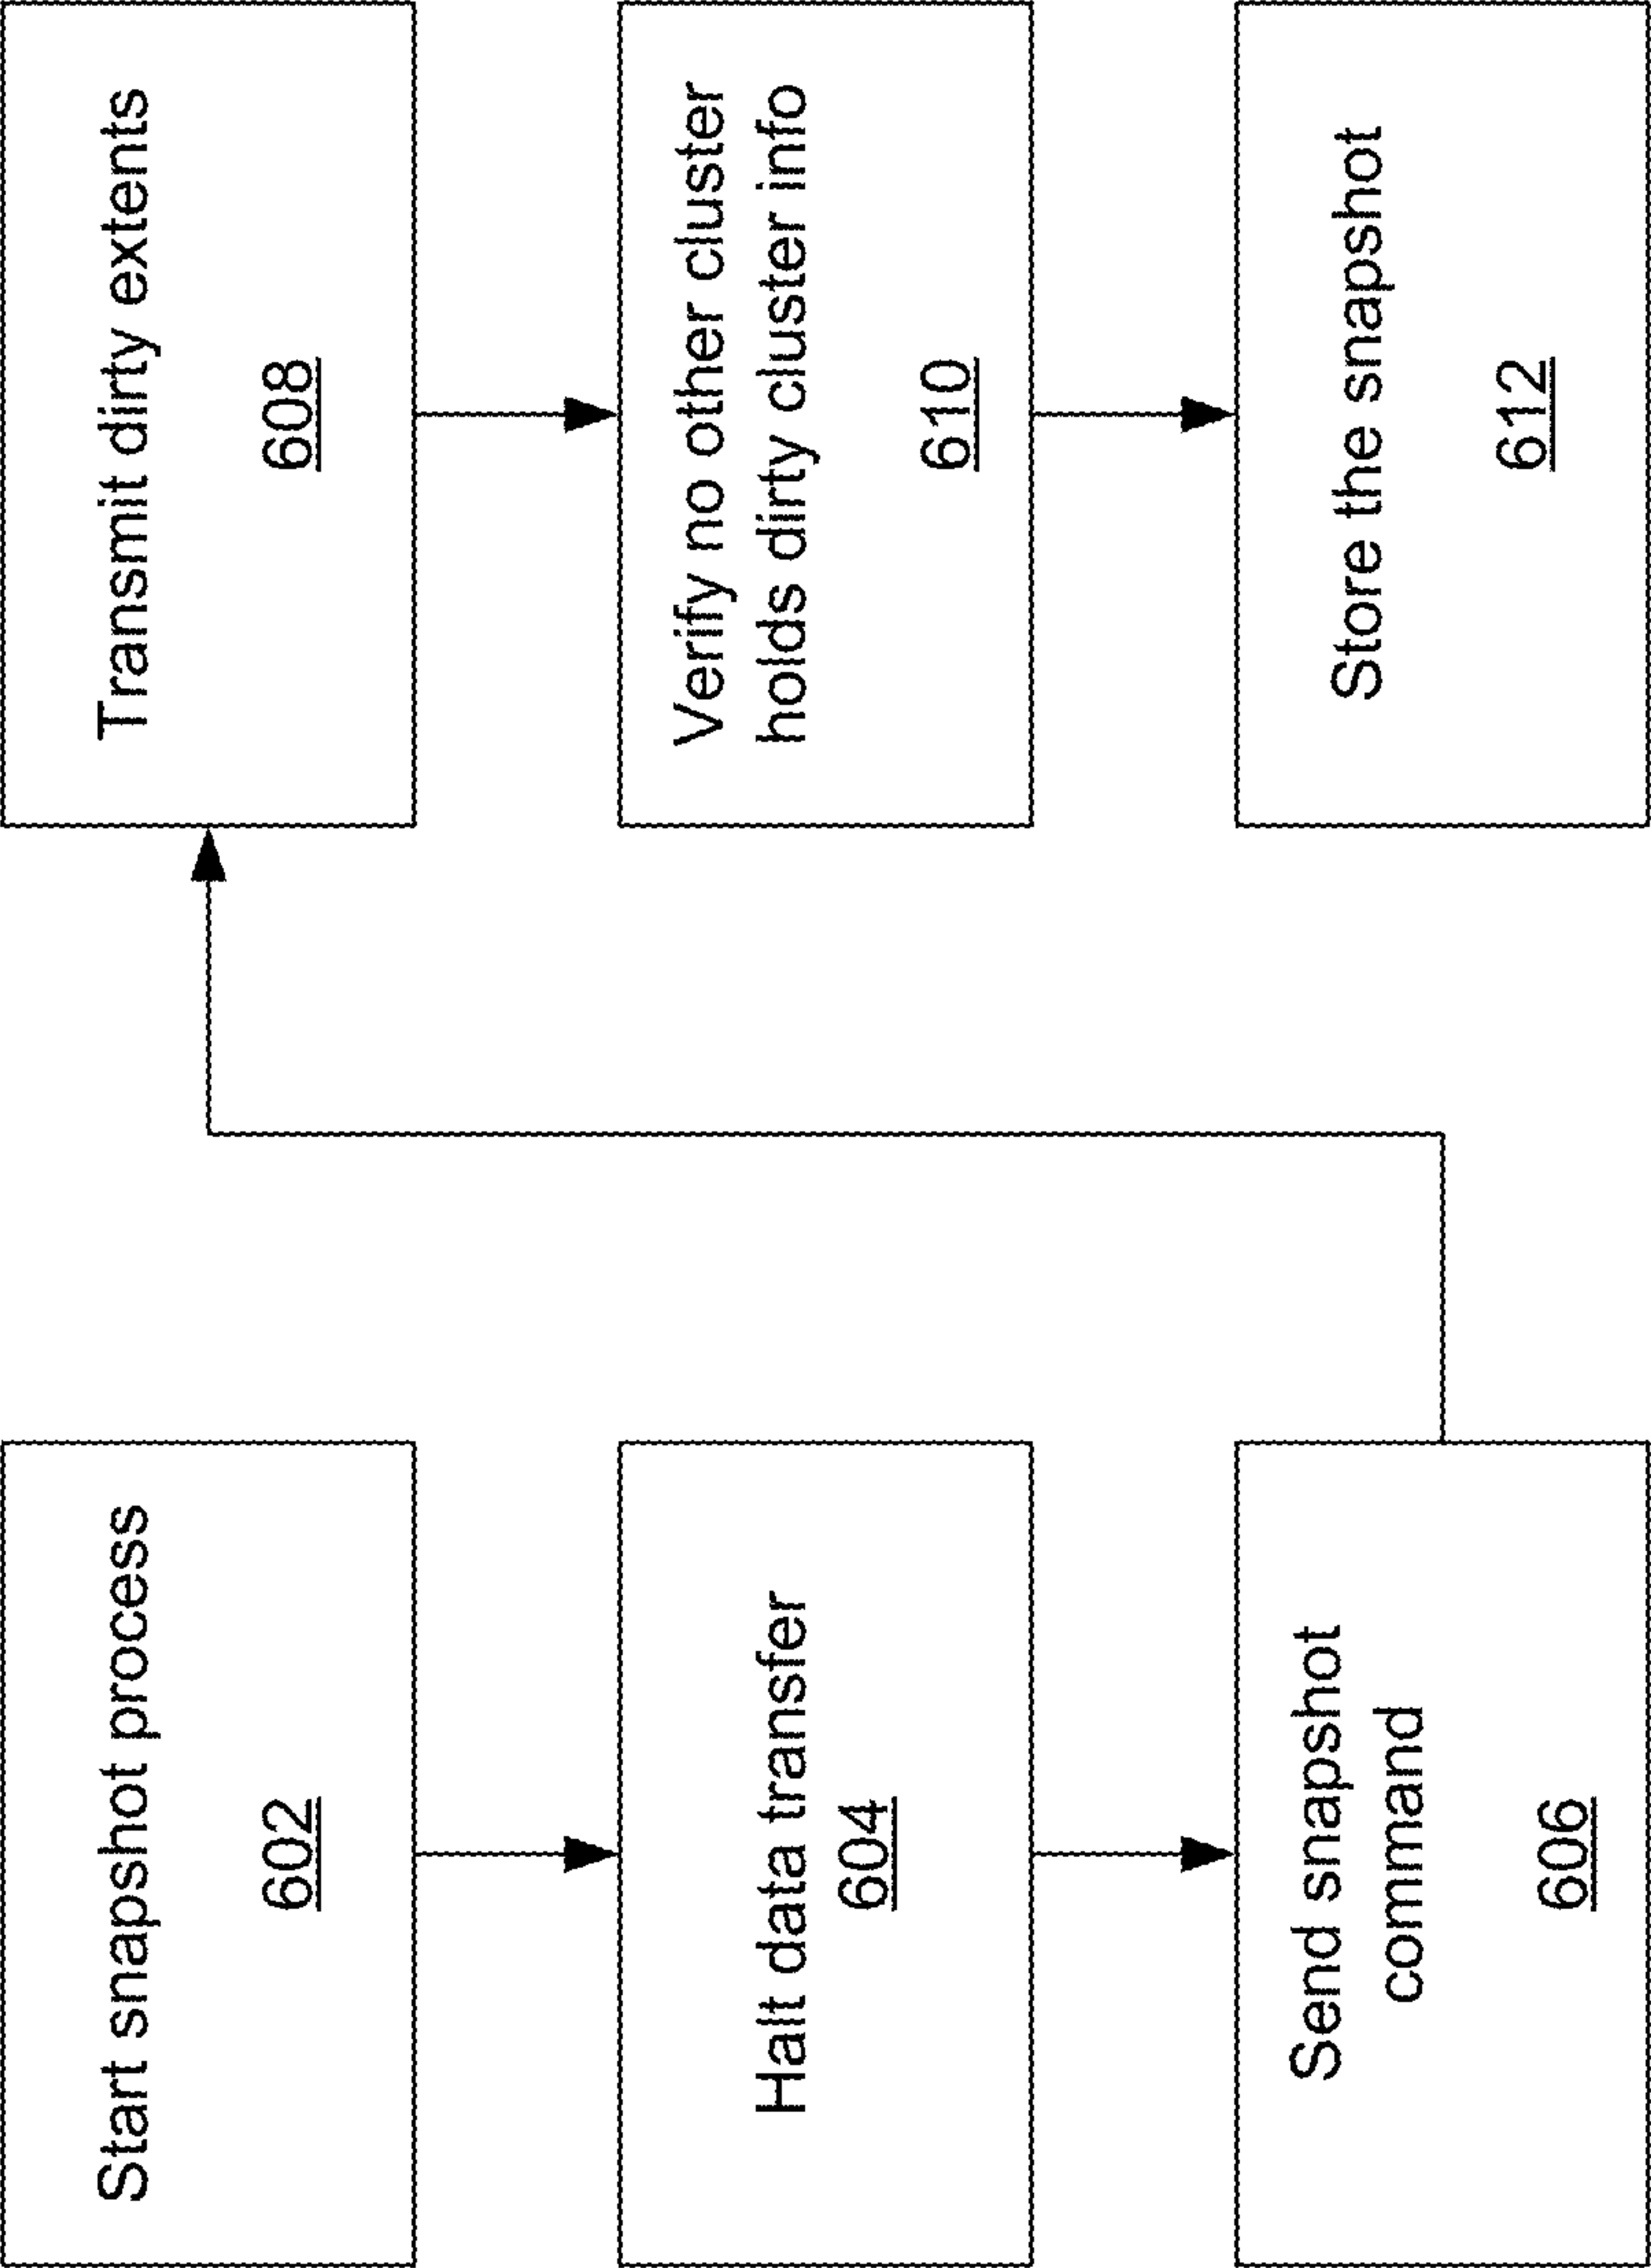 Start snapshot process
602
Halt data transfer
604
Send snapshot
command
606
Transmit dirty extents
608
Verify no other cluster
holds dirty cluster info
610
Store the snapshot
612